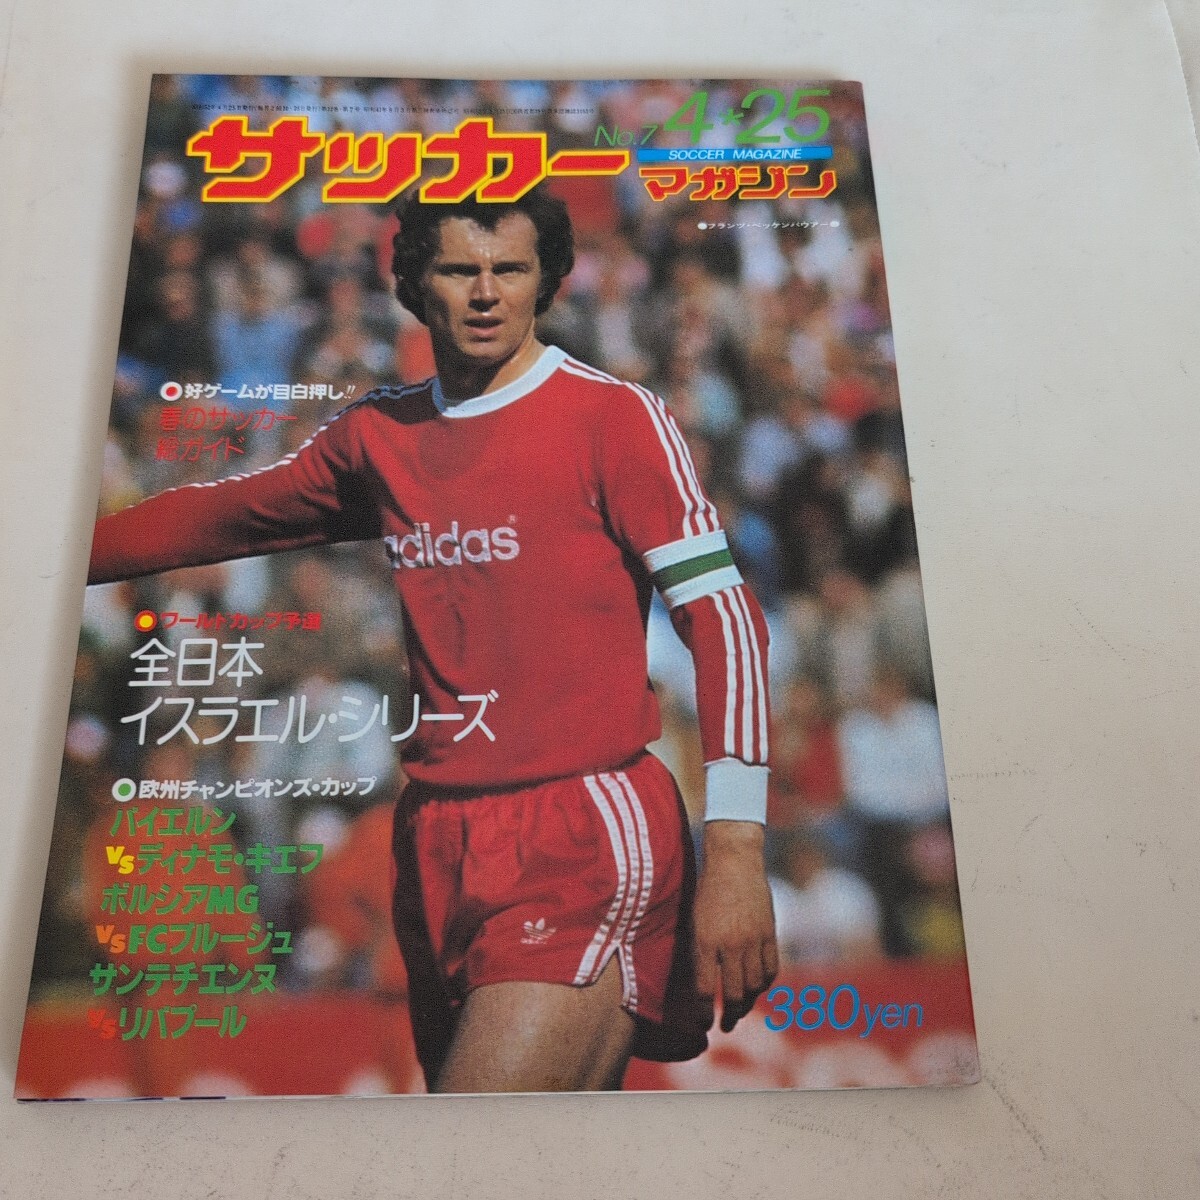 サッカー
No.7 4/25
SOCCER MAGAZINE
マガジン
●フランツ・ベッケンバウアー●
好ゲームが目白押し!!
春のサッカー
総ガイド
adidas®
ワールドカップ予選
全日本
イスラエル・シリーズ
欧州チャンピオンズ・カップ
バイエルン
vsディナモ・キエフ
ボルシアMG
vsFCブルージュ
サンテチエンヌ
vsリバプール
380yen